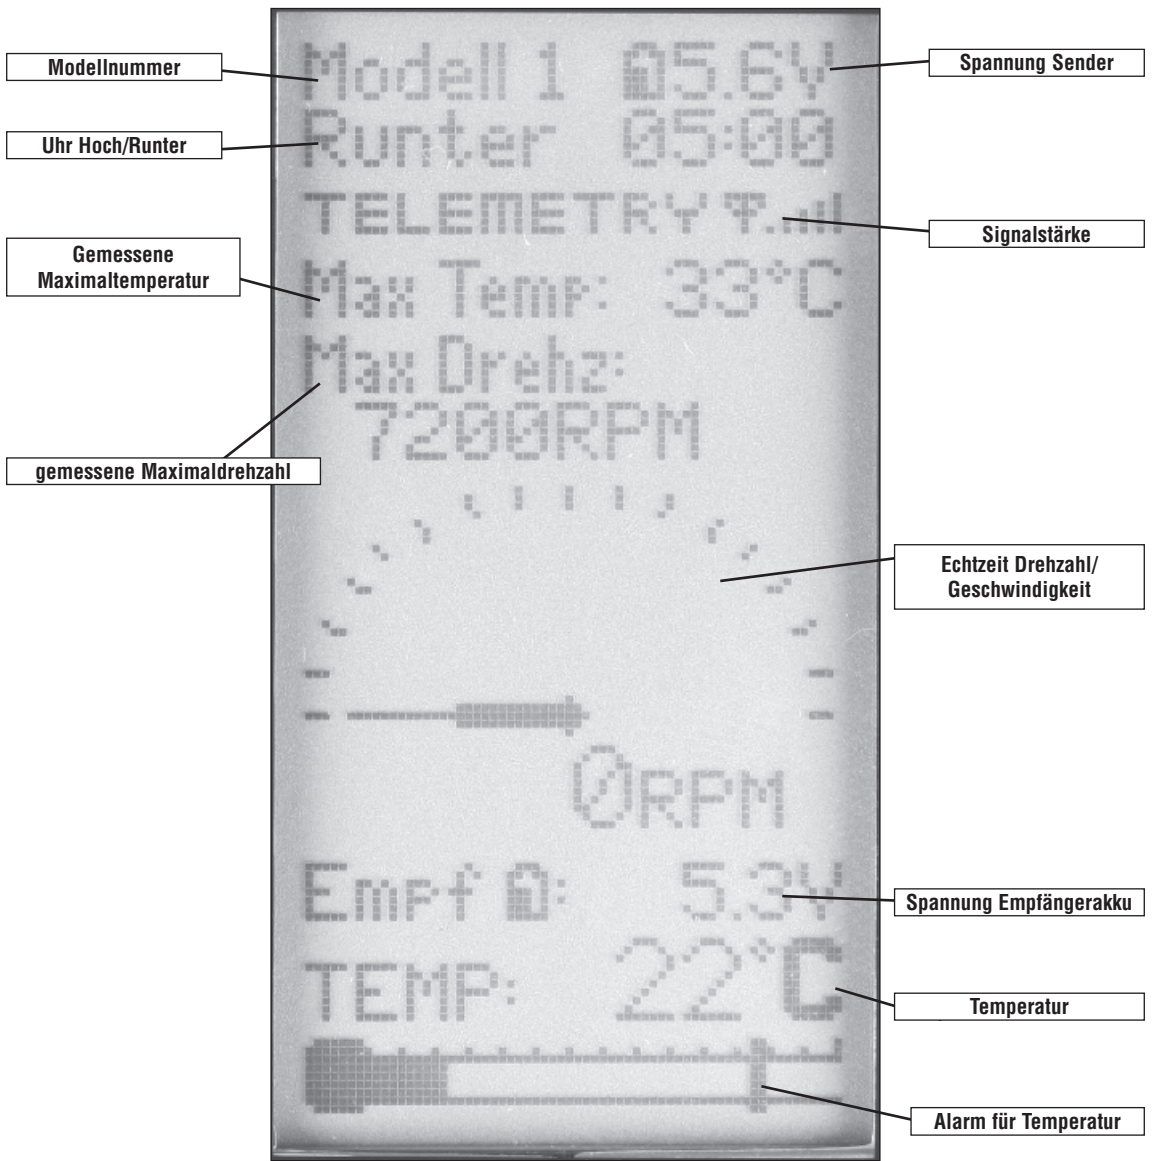 Modell 1 05.6V
Modellnummer
Spannung Sender
Runter 05:00
Uhr Hoch/Runter
TELEMETRY
Signalstärke
Gemessene
Maximaltemperatur
Max Temp: 33°C
Max Drehz:
7200RPM
gemessene Maximaldrehzahl
Echtzeit Drehzahl/
Geschwindigkeit
0RPM
Empf : 5.3V
Spannung Empfängerakku
TEMP: 22°C
Temperatur
Alarm für Temperatur